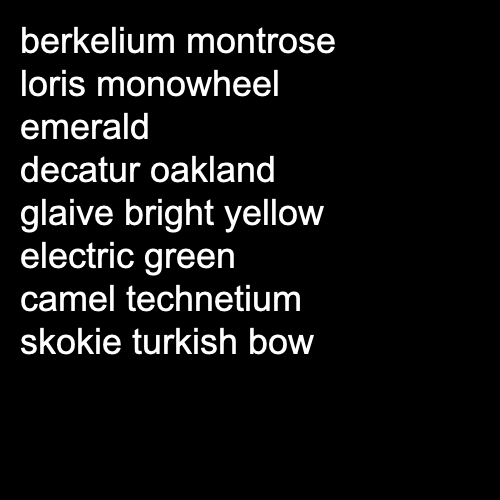 berkelium montrose
loris monowheel
emerald
decatur oakland
glaive bright yellow
electric green
camel technetium
skokie turkish bow